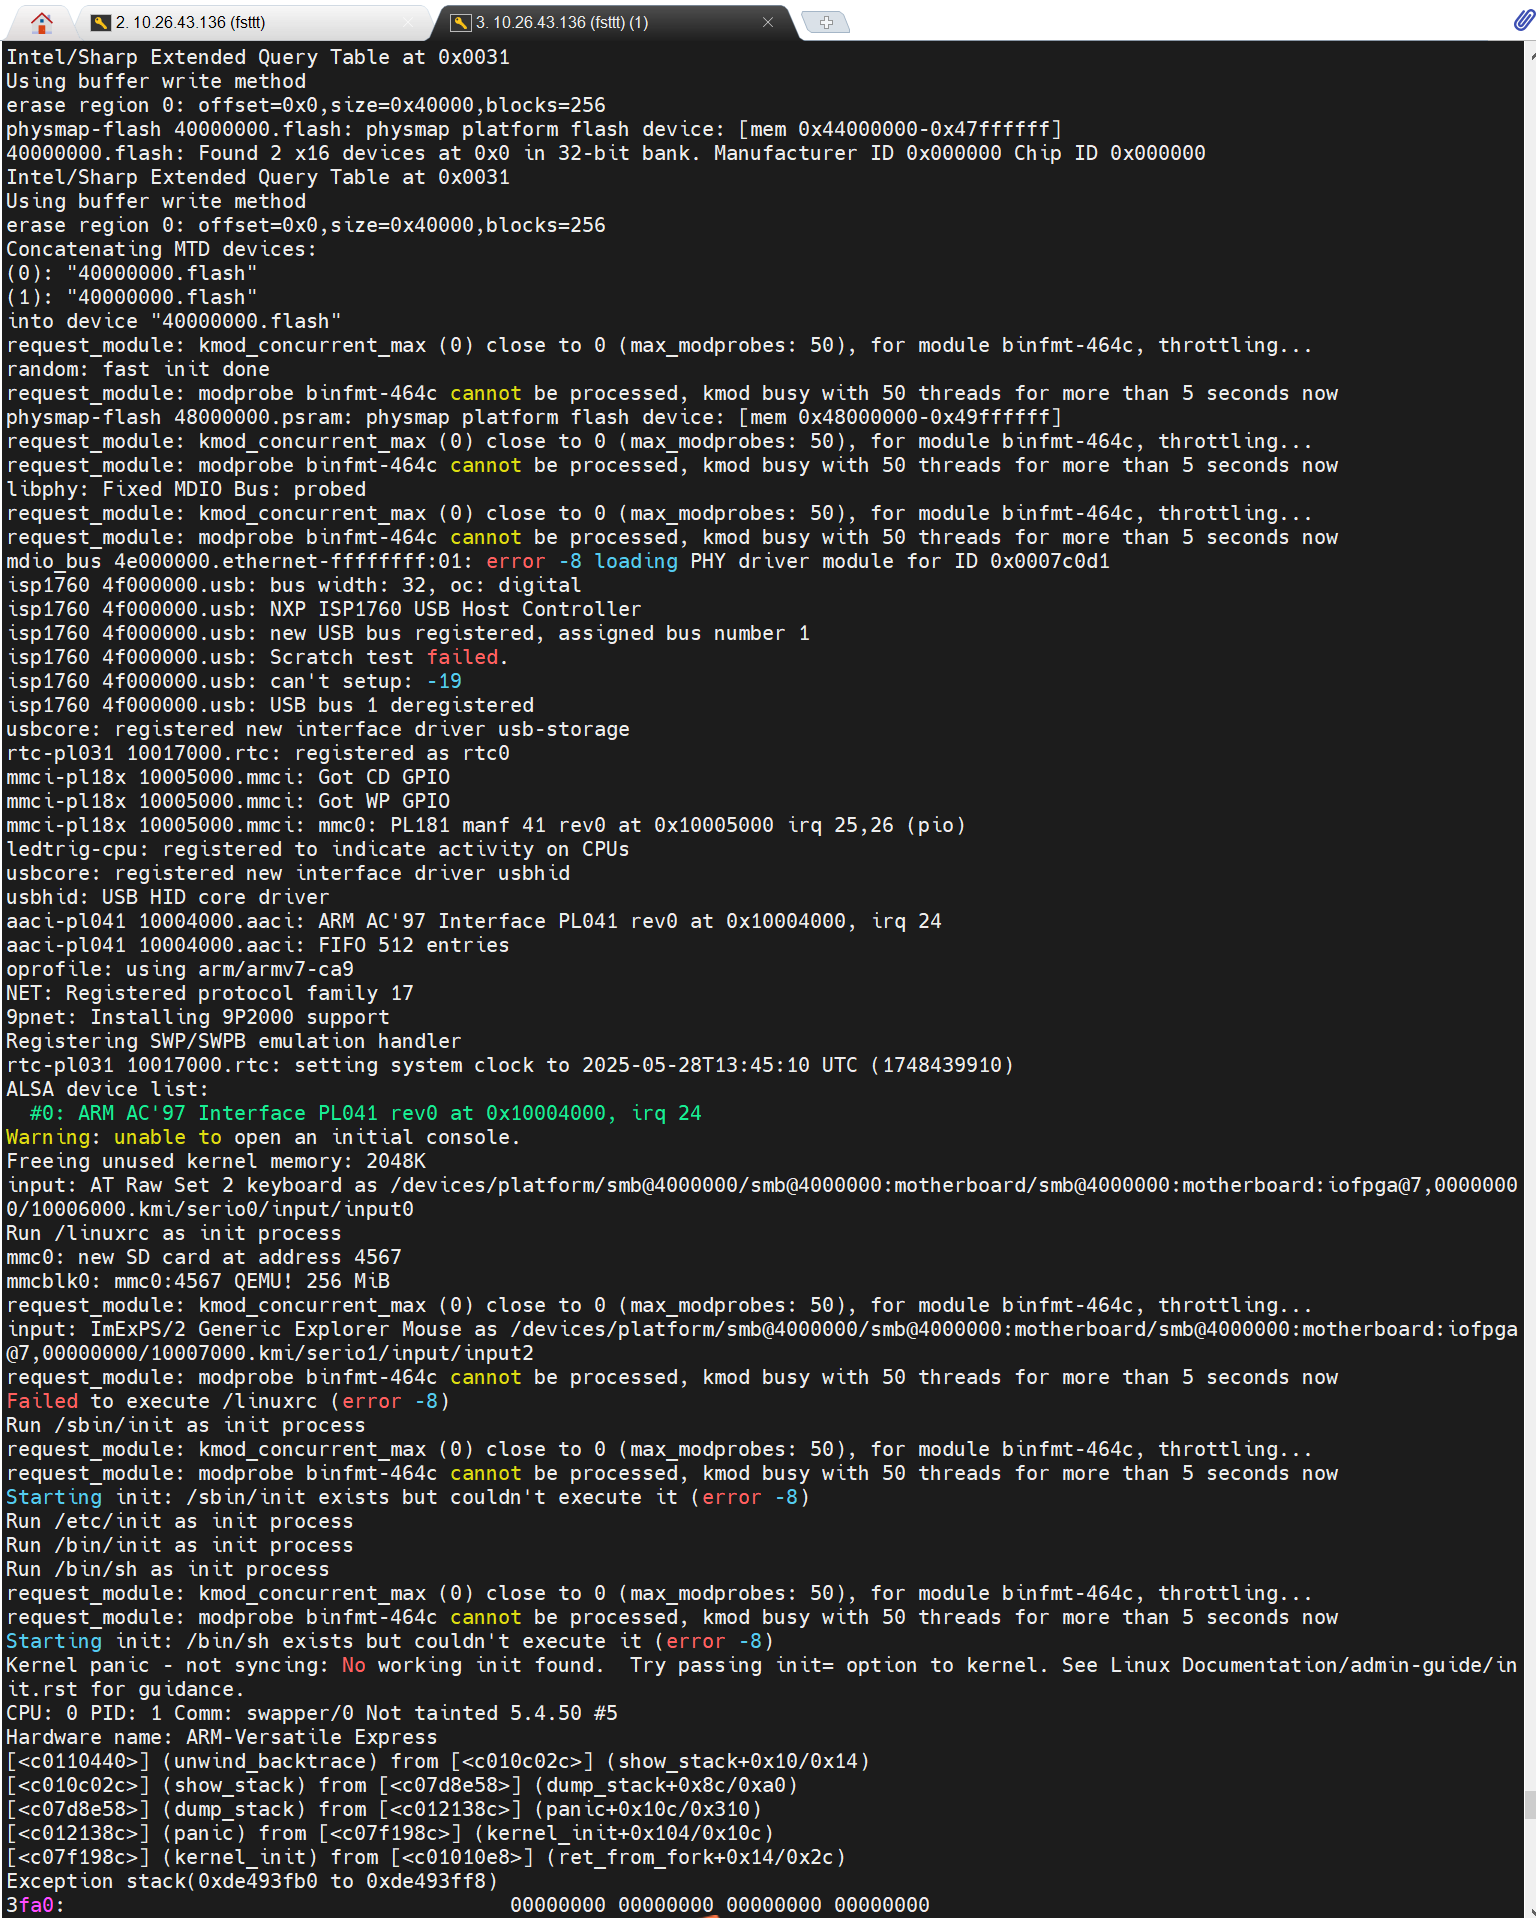 2. 10.26.43.136 (fsttt)
3. 10.26.43.136 (fsttt) (1)
Intel/Sharp Extended Query Table at 0x0031
Using buffer write method
erase region 0: offset=0x0,size=0x40000,blocks=256
physmap-flash 40000000.flash: physmap platform flash device: [mem 0x44000000-0x47ffffff]
40000000.flash: Found 2 x16 devices at 0x0 in 32-bit bank. Manufacturer ID 0x000000 Chip ID 0x000000
Intel/Sharp Extended Query Table at 0x0031
Using buffer write method
erase region 0: offset=0x0,size=0x40000,blocks=256
Concatenating MTD devices:
(0): "40000000.flash"
(1): "40000000.flash"
into device "40000000.flash"
request_module: kmod_concurrent_max (0) close to 0 (max_modprobes: 50), for module binfmt-464c, throttling...
random: fast init done
request_module: modprobe binfmt-464c cannot be processed, kmod busy with 50 threads for more than 5 seconds now
physmap-flash 48000000.psram: physmap platform flash device: [mem 0x48000000-0x49ffffff]
request_module: kmod_concurrent_max (0) close to 0 (max_modprobes: 50), for module binfmt-464c, throttling...
request_module: modprobe binfmt-464c cannot be processed, kmod busy with 50 threads for more than 5 seconds now
libphy: Fixed MDIO Bus: probed
request_module: kmod_concurrent_max (0) close to 0 (max_modprobes: 50), for module binfmt-464c, throttling...
request_module: modprobe binfmt-464c cannot be processed, kmod busy with 50 threads for more than 5 seconds now
mdio_bus 4e000000.ethernet-ffffffff:01: error -8 loading PHY driver module for ID 0x0007c0d1
isp1760 4f000000.usb: bus width: 32, oc: digital
isp1760 4f000000.usb: NXP ISP1760 USB Host Controller
isp1760 4f000000.usb: new USB bus registered, assigned bus number 1
isp1760 4f000000.usb: Scratch test failed.
isp1760 4f000000.usb: can't setup: -19
isp1760 4f000000.usb: USB bus 1 deregistered
usbcore: registered new interface driver usb-storage
rtc-pl031 10017000.rtc: registered as rtc0
mmci-pl18x 10005000.mmci: Got CD GPIO
mmci-pl18x 10005000.mmci: Got WP GPIO
mmci-pl18x 10005000.mmci: mmc0: PL181 manf 41 rev0 at 0x10005000 irq 25,26 (pio)
ledtrig-cpu: registered to indicate activity on CPUs
usbcore: registered new interface driver usbhid
usbhid: USB HID core driver
aaci-pl041 10004000.aaci: ARM AC'97 Interface PL041 rev0 at 0x10004000, irq 24
aaci-pl041 10004000.aaci: FIFO 512 entries
oprofile: using arm/armv7-ca9
NET: Registered protocol family 17
9pnet: Installing 9P2000 support
Registering SWP/SWPB emulation handler
rtc-pl031 10017000.rtc: setting system clock to 2025-05-28T13:45:10 UTC (1748439910)
ALSA device list:
  #0: ARM AC'97 Interface PL041 rev0 at 0x10004000, irq 24
Warning: unable to open an initial console.
Freeing unused kernel memory: 2048K
input: AT Raw Set 2 keyboard as /devices/platform/smb@4000000/smb@4000000:motherboard/smb@4000000:motherboard:iofpga@7,0000000
0/10006000.kmi/serio0/input/input0
Run /linuxrc as init process
mmc0: new SD card at address 4567
mmcblk0: mmc0:4567 QEMU! 256 MiB
request_module: kmod_concurrent_max (0) close to 0 (max_modprobes: 50), for module binfmt-464c, throttling...
input: ImExPS/2 Generic Explorer Mouse as /devices/platform/smb@4000000/smb@4000000:motherboard/smb@4000000:motherboard:iofpga
@7,00000000/10007000.kmi/serio1/input/input2
request_module: modprobe binfmt-464c cannot be processed, kmod busy with 50 threads for more than 5 seconds now
Failed to execute /linuxrc (error -8)
Run /sbin/init as init process
request_module: kmod_concurrent_max (0) close to 0 (max_modprobes: 50), for module binfmt-464c, throttling...
request_module: modprobe binfmt-464c cannot be processed, kmod busy with 50 threads for more than 5 seconds now
Starting init: /sbin/init exists but couldn't execute it (error -8)
Run /etc/init as init process
Run /bin/init as init process
Run /bin/sh as init process
request_module: kmod_concurrent_max (0) close to 0 (max_modprobes: 50), for module binfmt-464c, throttling...
request_module: modprobe binfmt-464c cannot be processed, kmod busy with 50 threads for more than 5 seconds now
Starting init: /bin/sh exists but couldn't execute it (error -8)
Kernel panic - not syncing: No working init found.  Try passing init= option to kernel. See Linux Documentation/admin-guide/in
it.rst for guidance.
CPU: 0 PID: 1 Comm: swapper/0 Not tainted 5.4.50 #5
Hardware name: ARM-Versatile Express
[<c0110440>] (unwind_backtrace) from [<c010c02c>] (show_stack+0x10/0x14)
[<c010c02c>] (show_stack) from [<c07d8e58>] (dump_stack+0x8c/0xa0)
[<c07d8e58>] (dump_stack) from [<c012138c>] (panic+0x10c/0x310)
[<c012138c>] (panic) from [<c07f198c>] (kernel_init+0x104/0x10c)
[<c07f198c>] (kernel_init) from [<c01010e8>] (ret_from_fork+0x14/0x2c)
Exception stack(0xde493fb0 to 0xde493ff8)
3fa0:                                     00000000 00000000 00000000 00000000